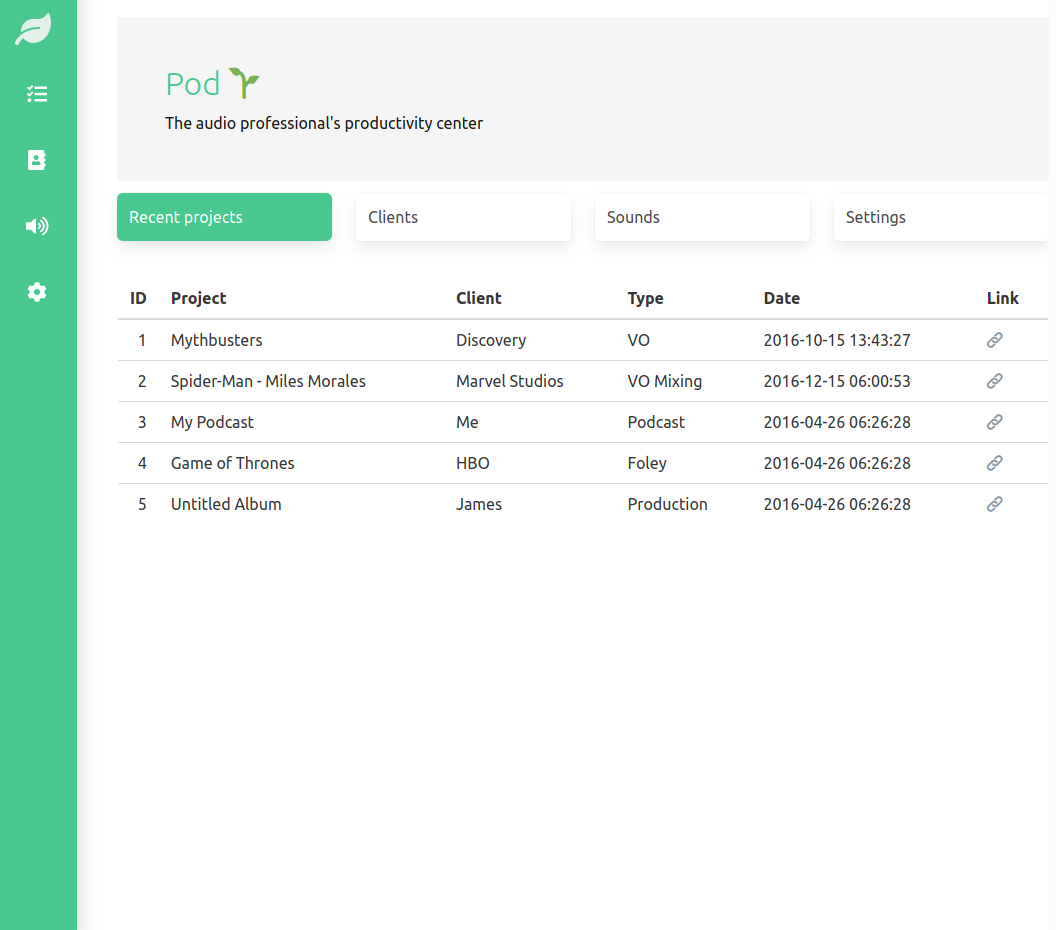 Pod
The audio professional's productivity center
Recent projects Clients Sounds Settings
ID Project Client Type Date Link
1 Mythbusters Discovery VO 2016-10-15 13:43:27
2 Spider-Man - Miles Morales Marvel Studios VO Mixing 2016-12-15 06:00:53
3 My Podcast Me Podcast 2016-04-26 06:26:28
4 Game of Thrones HBO Foley 2016-04-26 06:26:28
5 Untitled Album James Production 2016-04-26 06:26:28